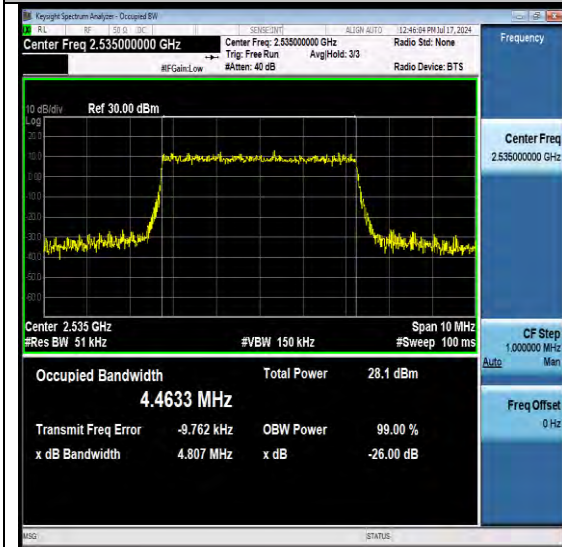 Keysight Spectrum Analyzer - Occupied BW
RL RF 50 Ω DC SENSE:INT ALIGN AUTO 12:46:04 PM Jul 17, 2024
Center Freq 2.535000000 GHz Center Freq: 2.535000000 GHz Radio Std: None Frequency
Trig: Free Run Avg|Hold: 3/3
#IFGain:Low #Atten: 40 dB Radio Device: BTS
10 dB/div Ref 30.00 dBm
Log
20.0
10.0
0.00
-10.0
-20.0
-30.0
-40.0
-50.0
-60.0
Center Freq
2.535000000 GHz
Center 2.535 GHz Span 10 MHz
#Res BW 51 kHz #VBW 150 kHz #Sweep 100 ms
CF Step
1.000000 MHz
Auto Man
Occupied Bandwidth Total Power 28.1 dBm
4.4633 MHz
Freq Offset
0 Hz
Transmit Freq Error -9.762 kHz OBW Power 99.00 %
x dB Bandwidth 4.807 MHz x dB -26.00 dB
MSG STATUS